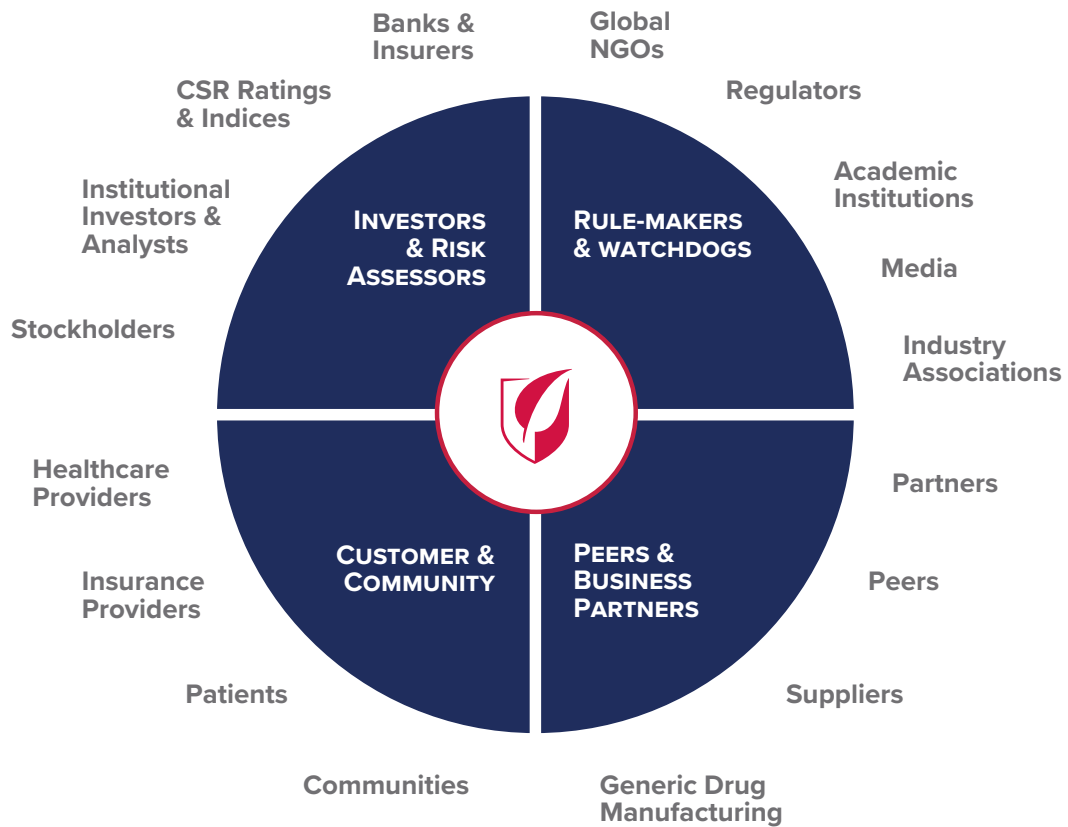 Banks &
Insurers
Global
NGOs
CSR Ratings
& Indices
Regulators
Institutional
Investors &
Analysts
Academic
Institutions
INVESTORS
& RISK
ASSESSORS
RULE-MAKERS
& WATCHDOGS
Media
Stockholders
Industry
Associations
Healthcare
Providers
Partners
CUSTOMER &
COMMUNITY
PEERS &
BUSINESS
PARTNERS
Insurance
Providers
Peers
Patients
Suppliers
Communities
Generic Drug
Manufacturing